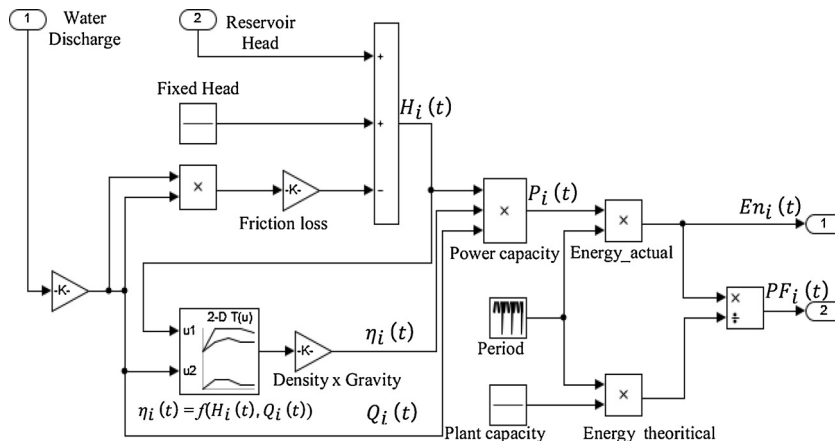 1
Water
Discharge
2
Reservoir
Head
+
Fixed Head
H_i(t)
+
×
-K-
−
Friction loss
×
P_i(t)
×
En_i(t)
1
Power capacity
Energy_actual
-K-
2-D T(u)
u1
u2
-K-
η_i(t)
Density x Gravity
Period
×
÷
PF_i(t)
2
η_i(t) = f(H_i(t), Q_i(t))
Q_i(t)
Plant capacity
×
Energy_theoritical